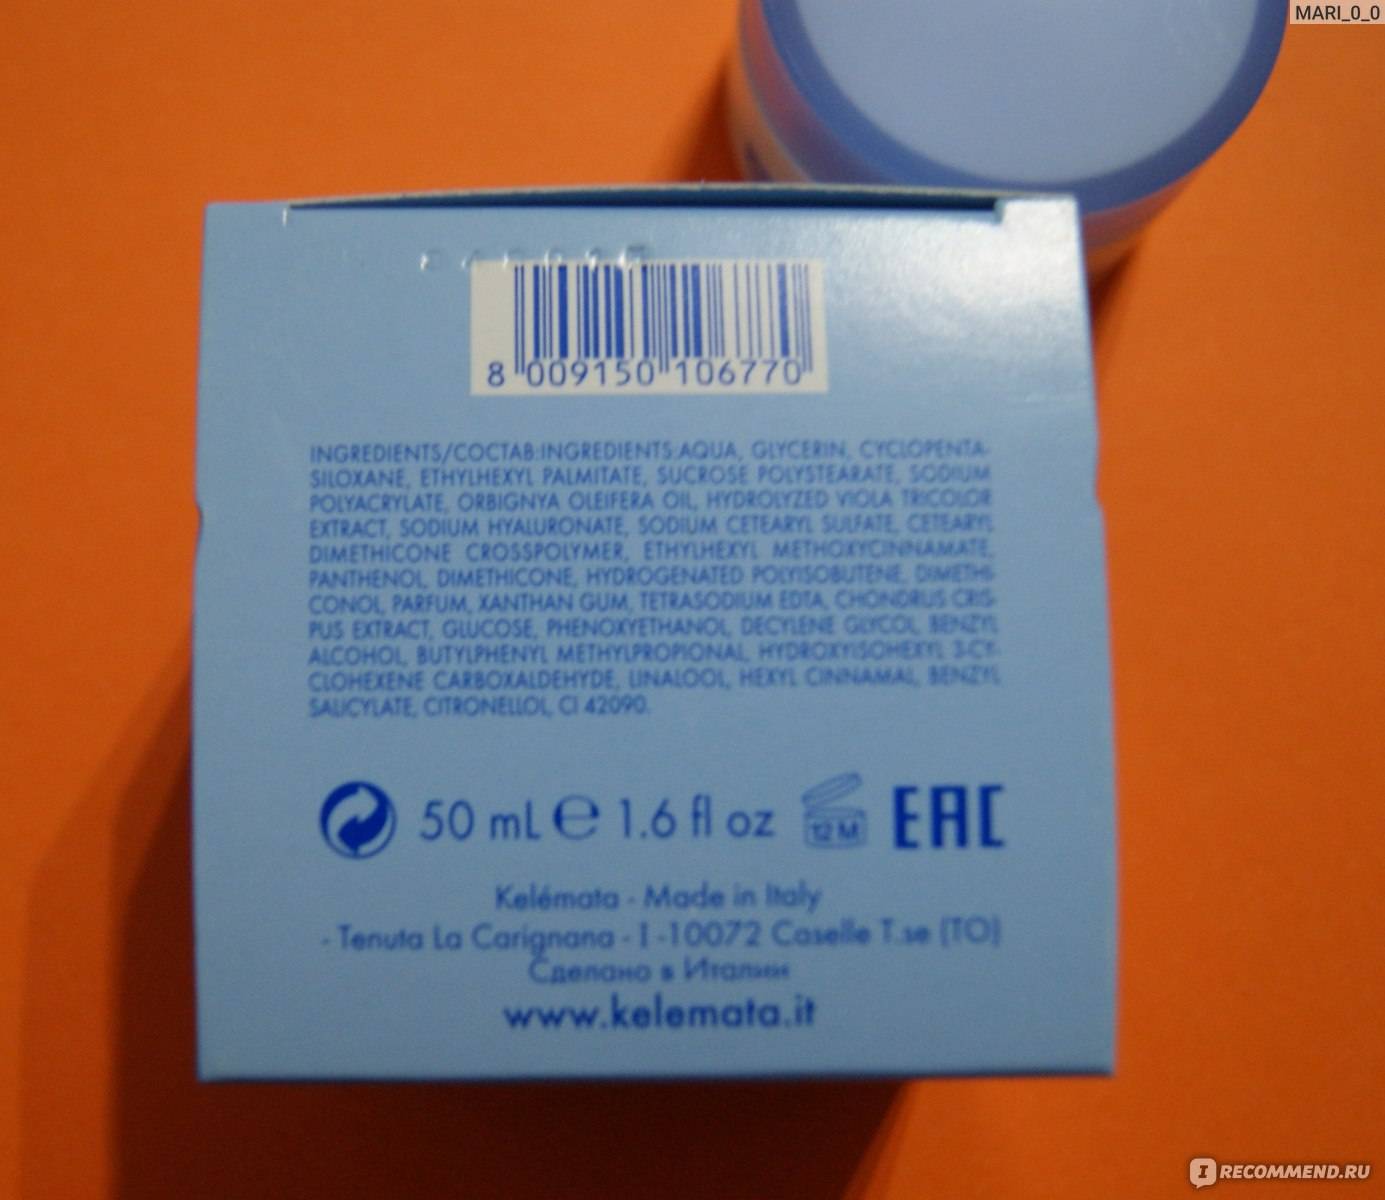 MARI_0_0
8 009150 106770
INGREDIENTS/СОСТАВ:INGREDIENTS:AQUA, GLYCERIN, CYCLOPENTA-
SILOXANE, ETHYLHEXYL PALMITATE, SUCROSE POLYSTEARATE, SODIUM
POLYACRYLATE, ORBIGNYA OLEIFERA OIL, HYDROLYZED VIOLA TRICOLOR
EXTRACT, SODIUM HYALURONATE, SODIUM CETEARYL SULFATE, CETEARYL
DIMETHICONE CROSSPOLYMER, ETHYLHEXYL METHOXYCINNAMATE,
PANTHENOL, DIMETHICONE, HYDROGENATED POLYISOBUTENE, DIMETHI-
CONOL, PARFUM, XANTHAN GUM, TETRASODIUM EDTA, CHONDRUS CRIS-
PUS EXTRACT, GLUCOSE, PHENOXYETHANOL, DECYLENE GLYCOL, BENZYL
ALCOHOL, BUTYLPHENYL METHYLPROPIONAL, HYDROXYISOHEXYL 3-CY-
CLOHEXENE CARBOXALDEHYDE, LINALOOL, HEXYL CINNAMAL, BENZYL
SALICYLATE, CITRONELLOL, CI 42090.
50 mL ℮ 1.6 fl oz 12 M EAC
Kelémata - Made in Italy
- Tenuta La Carignana - I -10072 Caselle T.se (TO)
Сделано в Италии
www.kelemata.it
IRECOMMEND.RU